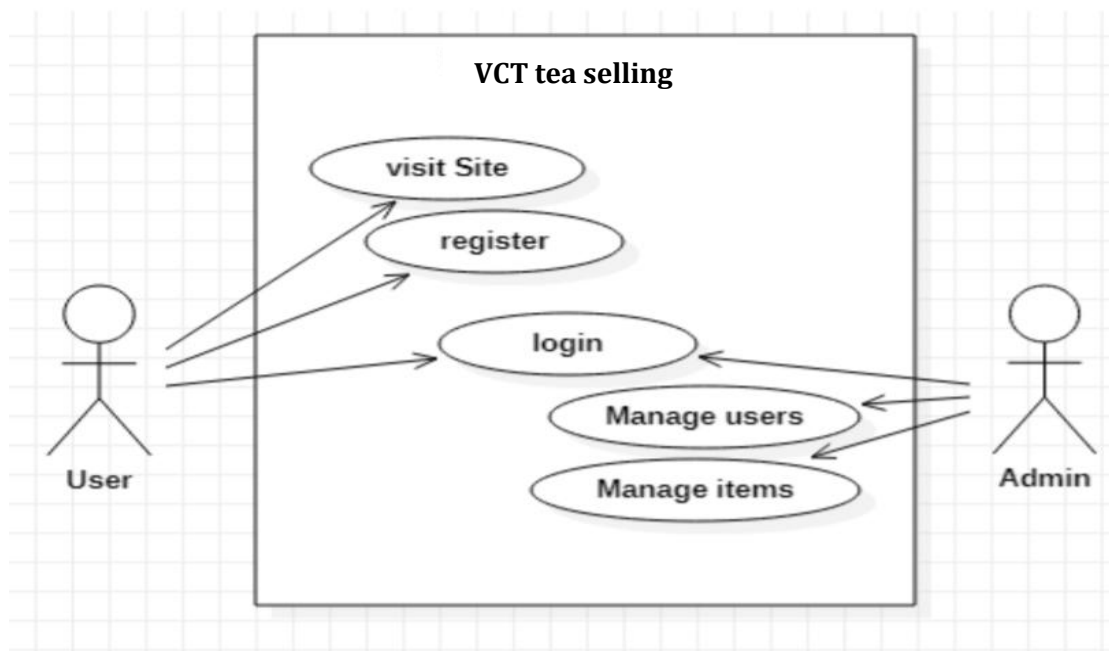 VCT tea selling
visit Site
register
login
Manage users
Manage items
User
Admin